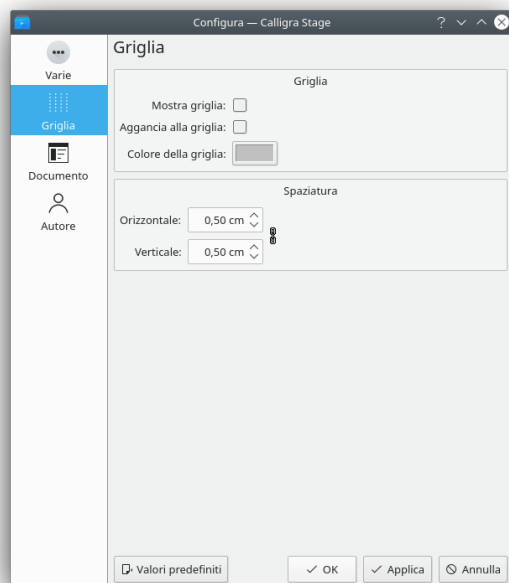 Configura — Calligra Stage
Varie
Griglia
Documento
Autore
Griglia
Griglia
Mostra griglia:
Aggancia alla griglia:
Colore della griglia:
Spaziatura
Orizzontale: 0,50 cm
Verticale: 0,50 cm
Valori predefiniti OK Applica Annulla